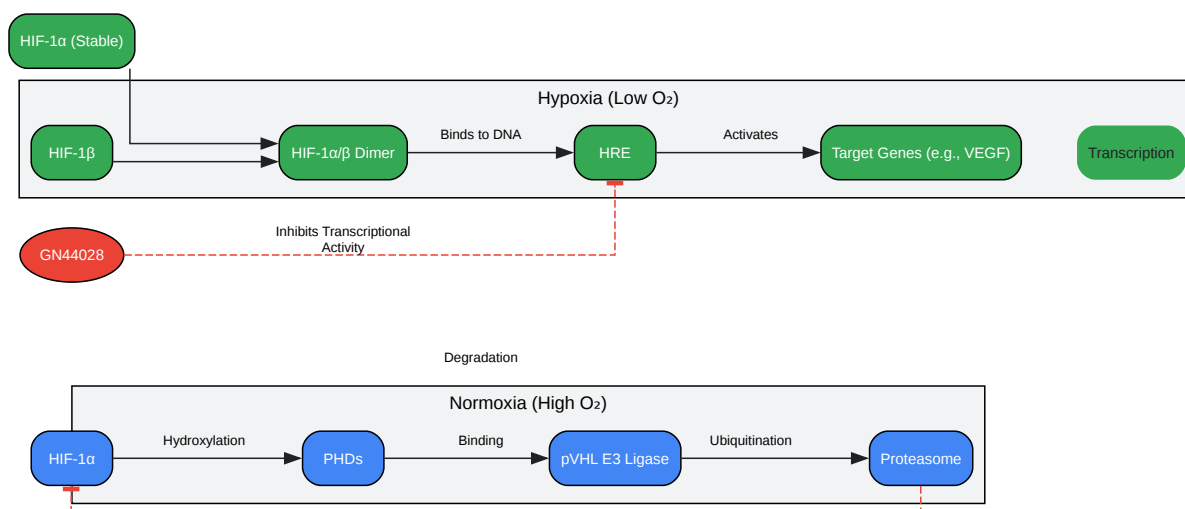 HIF-1α (Stable)
Hypoxia (Low O₂)
HIF-1β
HIF-1α/β Dimer
Binds to DNA
HRE
Activates
Target Genes (e.g., VEGF)
Transcription
GN44028
Inhibits Transcriptional
Activity
Degradation
Normoxia (High O₂)
HIF-1α
Hydroxylation
PHDs
Binding
pVHL E3 Ligase
Ubiquitination
Proteasome